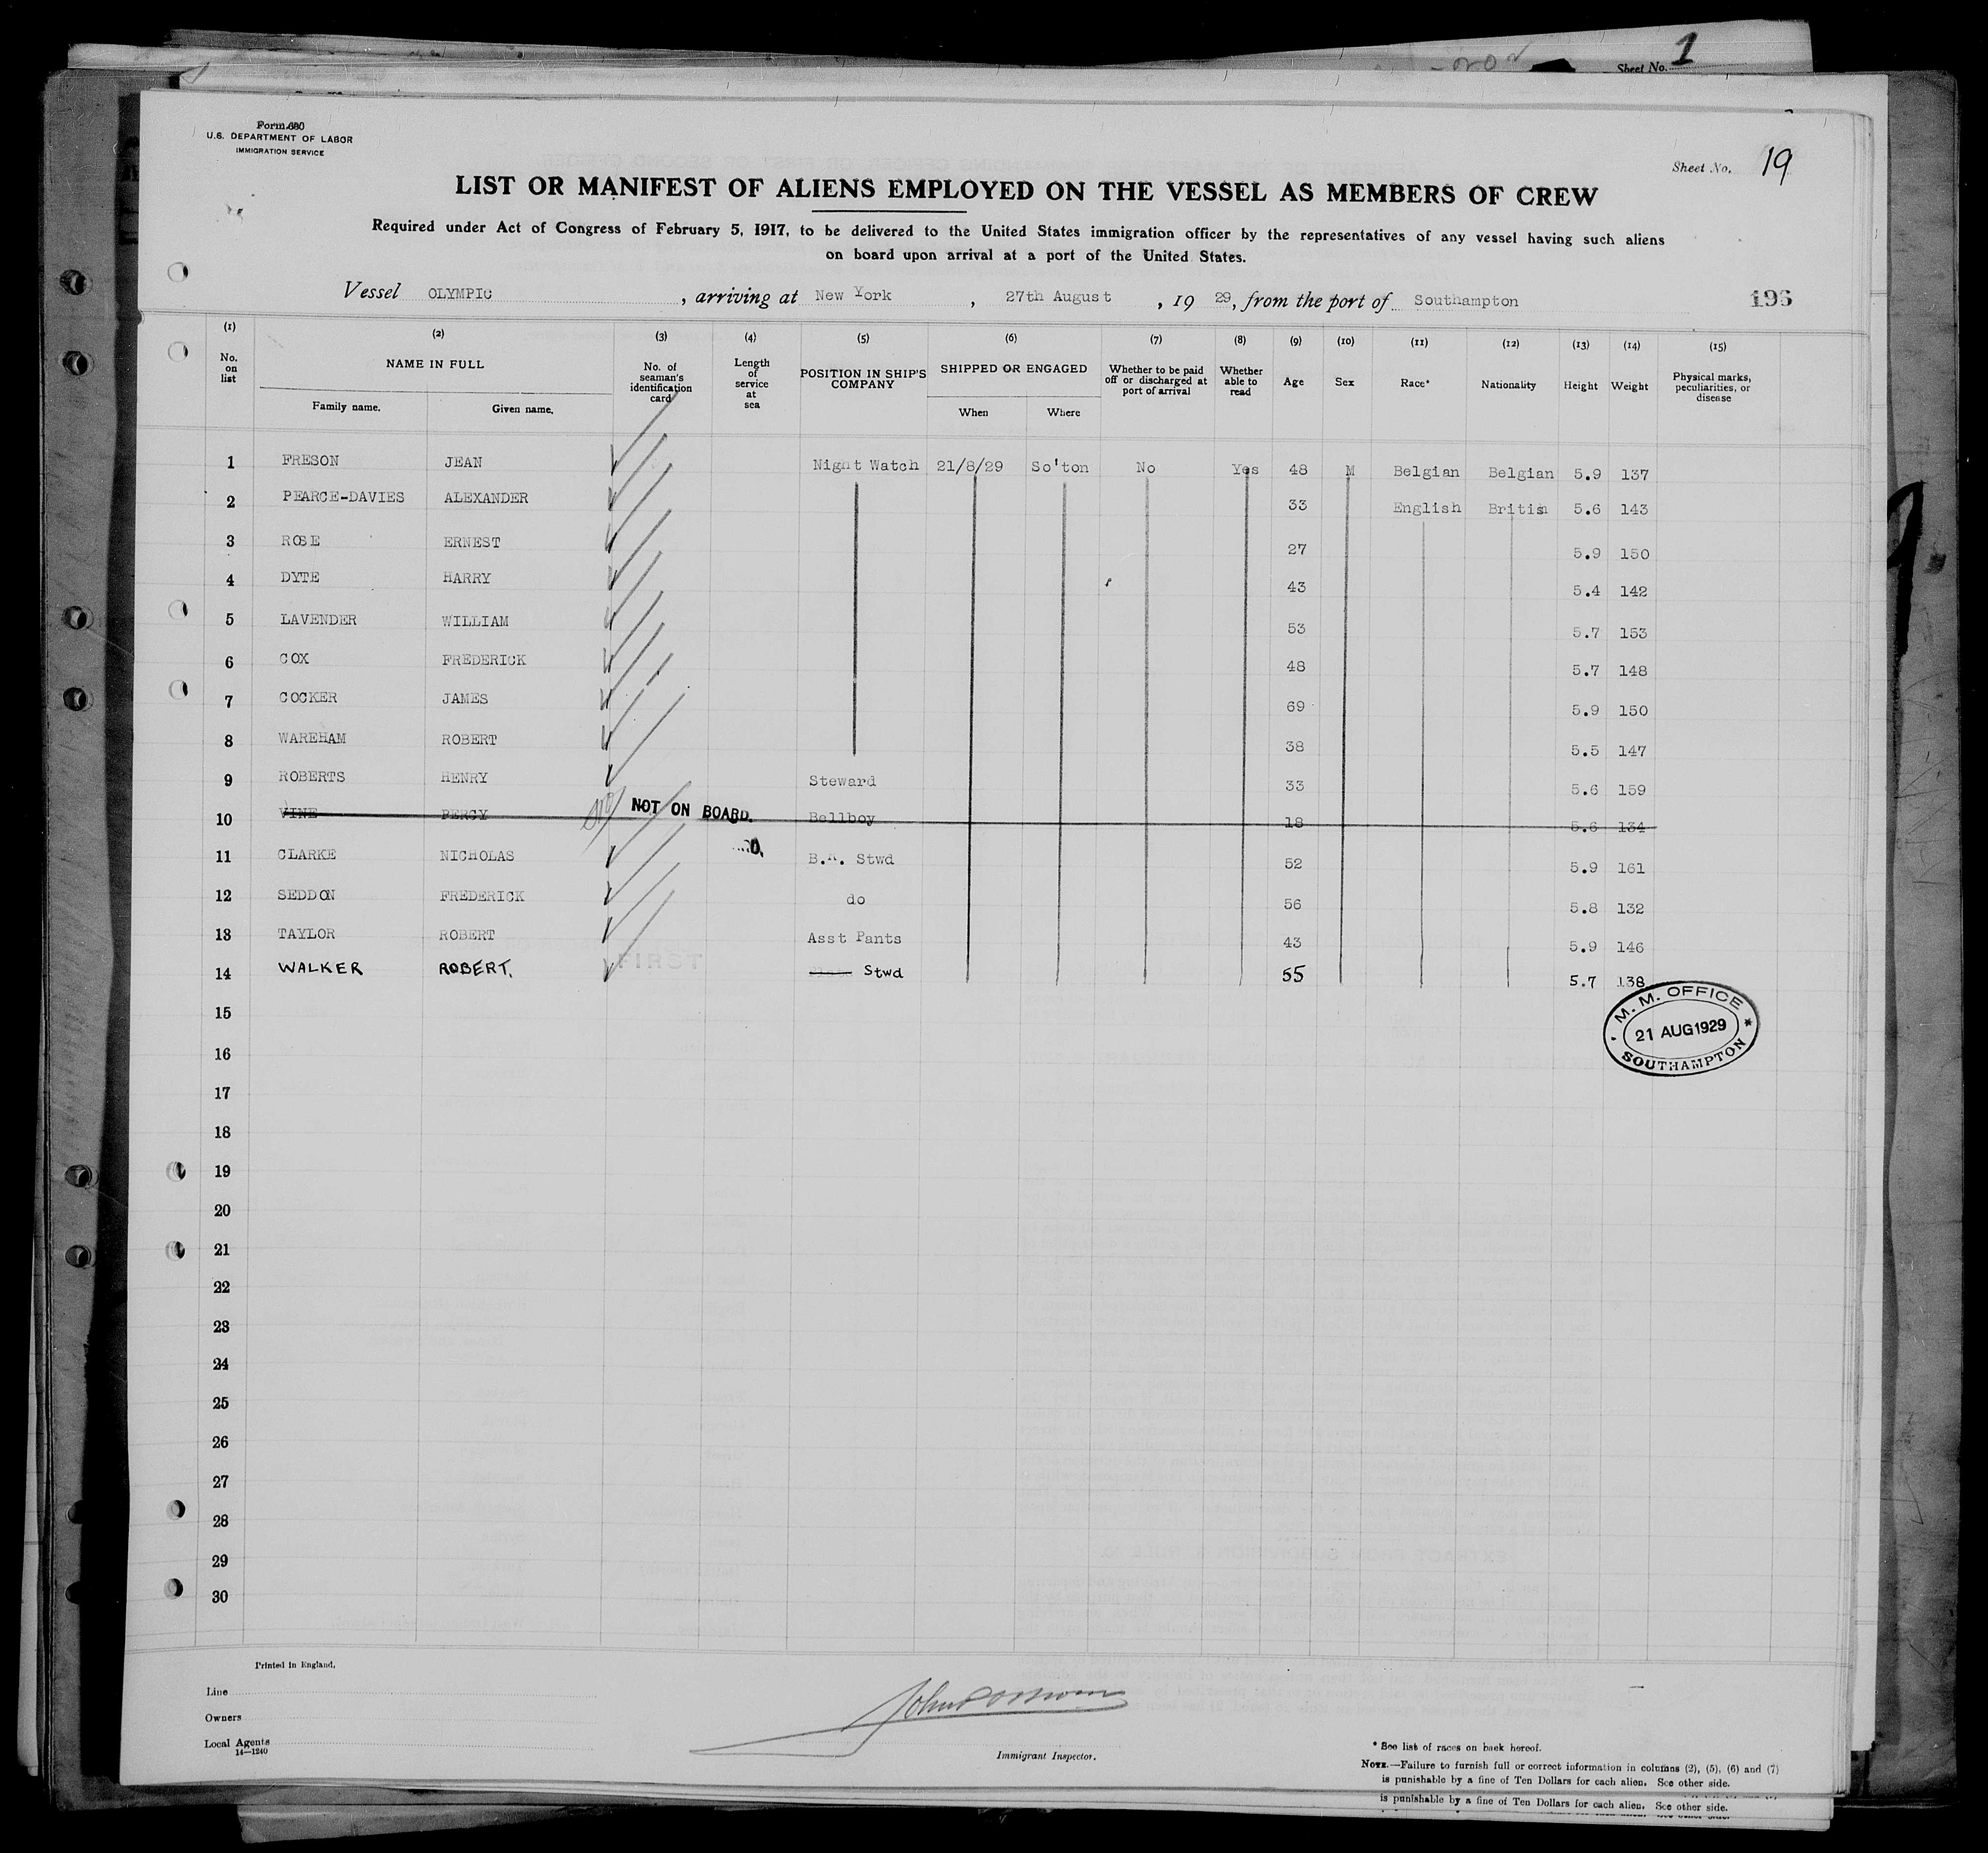 Sheet No. 1
Form 680
U.S. DEPARTMENT OF LABOR
IMMIGRATION SERVICE
Sheet No. 19
LIST OR MANIFEST OF ALIENS EMPLOYED ON THE VESSEL AS MEMBERS OF CREW
Required under Act of Congress of February 5, 1917, to be delivered to the United States immigration officer by the representatives of any vessel having such aliens
on board upon arrival at a port of the United States.
Vessel OLYMPIC, arriving at New York, 27th August, 19 29, from the port of Southampton 196
(1) (2) (3) (4) (5) (6) (7) (8) (9) (10) (11) (12) (13) (14) (15)
No. on list NAME IN FULL No. of seaman's identification card Length of service at sea POSITION IN SHIP'S COMPANY SHIPPED OR ENGAGED Whether to be paid off or discharged at port of arrival Whether able to read Age Sex Race* Nationality Height Weight Physical marks, peculiarities, or disease
Family name. Given name. When Where
1 FRESON JEAN Night Watch 21/8/29 So'ton No Yes 48 M Belgian Belgian 5.9 137
2 PEARCE-DAVIES ALEXANDER 33 English British 5.6 143
3 ROSE ERNEST 27 5.9 150
4 DYTE HARRY 43 5.4 142
5 LAVENDER WILLIAM 53 5.7 153
6 COX FREDERICK 48 5.7 148
7 COCKER JAMES 69 5.9 150
8 WAREHAM ROBERT 38 5.5 147
9 ROBERTS HENRY Steward 33 5.6 159
10 VINE PERCY NOT ON BOARD. Bellboy 18 5.6 134
11 CLARKE NICHOLAS B.R. Stwd 52 5.9 161
12 SEDDON FREDERICK do 56 5.8 132
13 TAYLOR ROBERT Asst Pants 43 5.9 146
14 WALKER ROBERT. Stwd 55 5.7 138
FIRST
M. M. OFFICE
21 AUG 1929
SOUTHAMPTON
15
16
17
18
19
20
21
22
23
24
25
26
27
28
29
30
Printed in England.
Line
Owners
Local Agents
14—1240
Immigrant Inspector.
* See list of races on back hereof.
NOTE.—Failure to furnish full or correct information in columns (2), (5), (6) and (7)
is punishable by a fine of Ten Dollars for each alien. See other side.
is punishable by a fine of Ten Dollars for each alien. See other side.